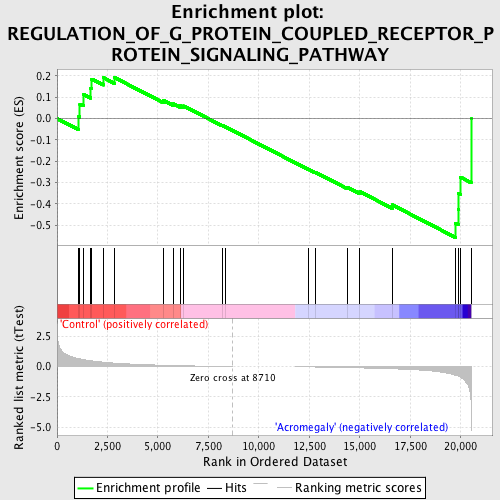 Enrichment plot:
REGULATION_OF_G_PROTEIN_COUPLED_RECEPTOR_P
ROTEIN_SIGNALING_PATHWAY
Enrichment score (ES)
0.2
0.1
0.0
-0.1
-0.2
-0.3
-0.4
-0.5
'Control' (positively correlated)
Ranked list metric (tTest)
2.5
0.0
-2.5
-5.0
Zero cross at 8710
'Acromegaly' (negatively correlated)
0 2,500 5,000 7,500 10,000 12,500 15,000 17,500 20,000
Rank in Ordered Dataset
Enrichment profile Hits Ranking metric scores